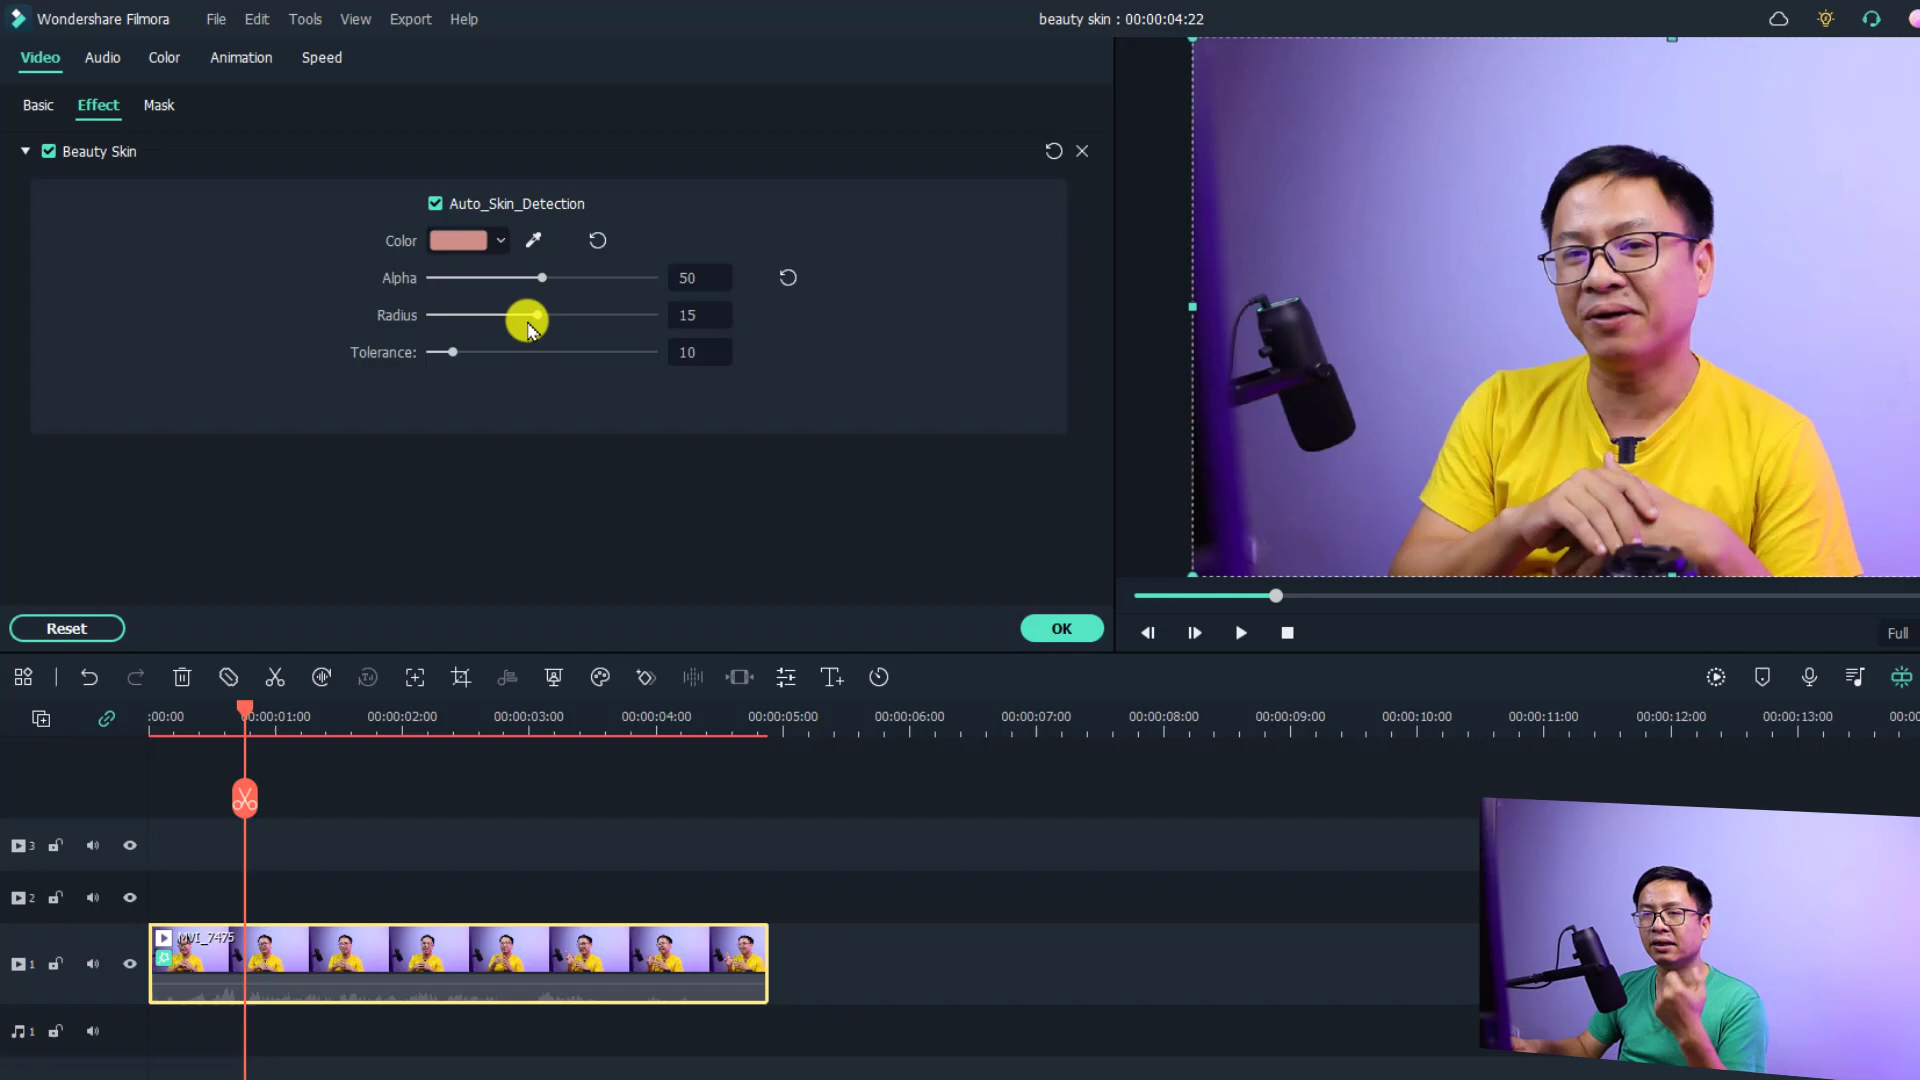 Wondershare Filmora File Edit Tools View Export Help beauty skin : 00:00:04:22
Video Audio Color Animation Speed
Basic Effect Mask
Beauty Skin
Auto_Skin_Detection
Color
Alpha 50
Radius 15
Tolerance: 10
Reset OK
Full
:00:00 00:00:01:00 00:00:02:00 00:00:03:00 00:00:04:00 00:00:05:00 00:00:06:00 00:00:07:00 00:00:08:00 00:00:09:00 00:00:10:00 00:00:11:00 00:00:12:00 00:00:13:00 00:00
3
2
MVI_7475
1
1